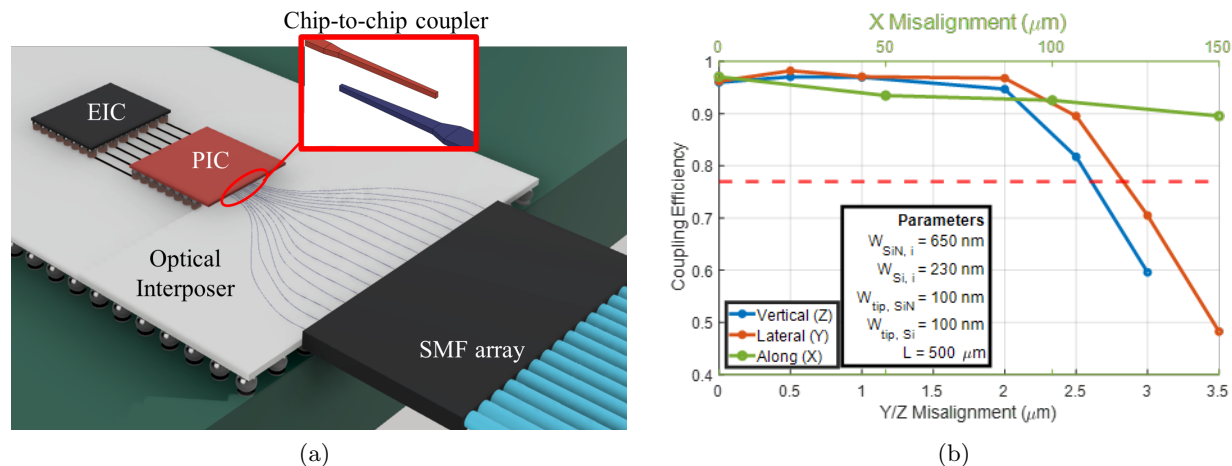 Chip-to-chip coupler
EIC
PIC
Optical
Interposer
SMF array
(a)
X Misalignment (μm)
0 50 100 150
Coupling Efficiency
1
0.9
0.8
0.7
0.6
0.5
0.4
Parameters
W_SiN, i = 650 nm
W_Si, i = 230 nm
W_tip, SiN = 100 nm
W_tip, Si = 100 nm
L = 500 μm
Vertical (Z)
Lateral (Y)
Along (X)
0 0.5 1 1.5 2 2.5 3 3.5
Y/Z Misalignment (μm)
(b)